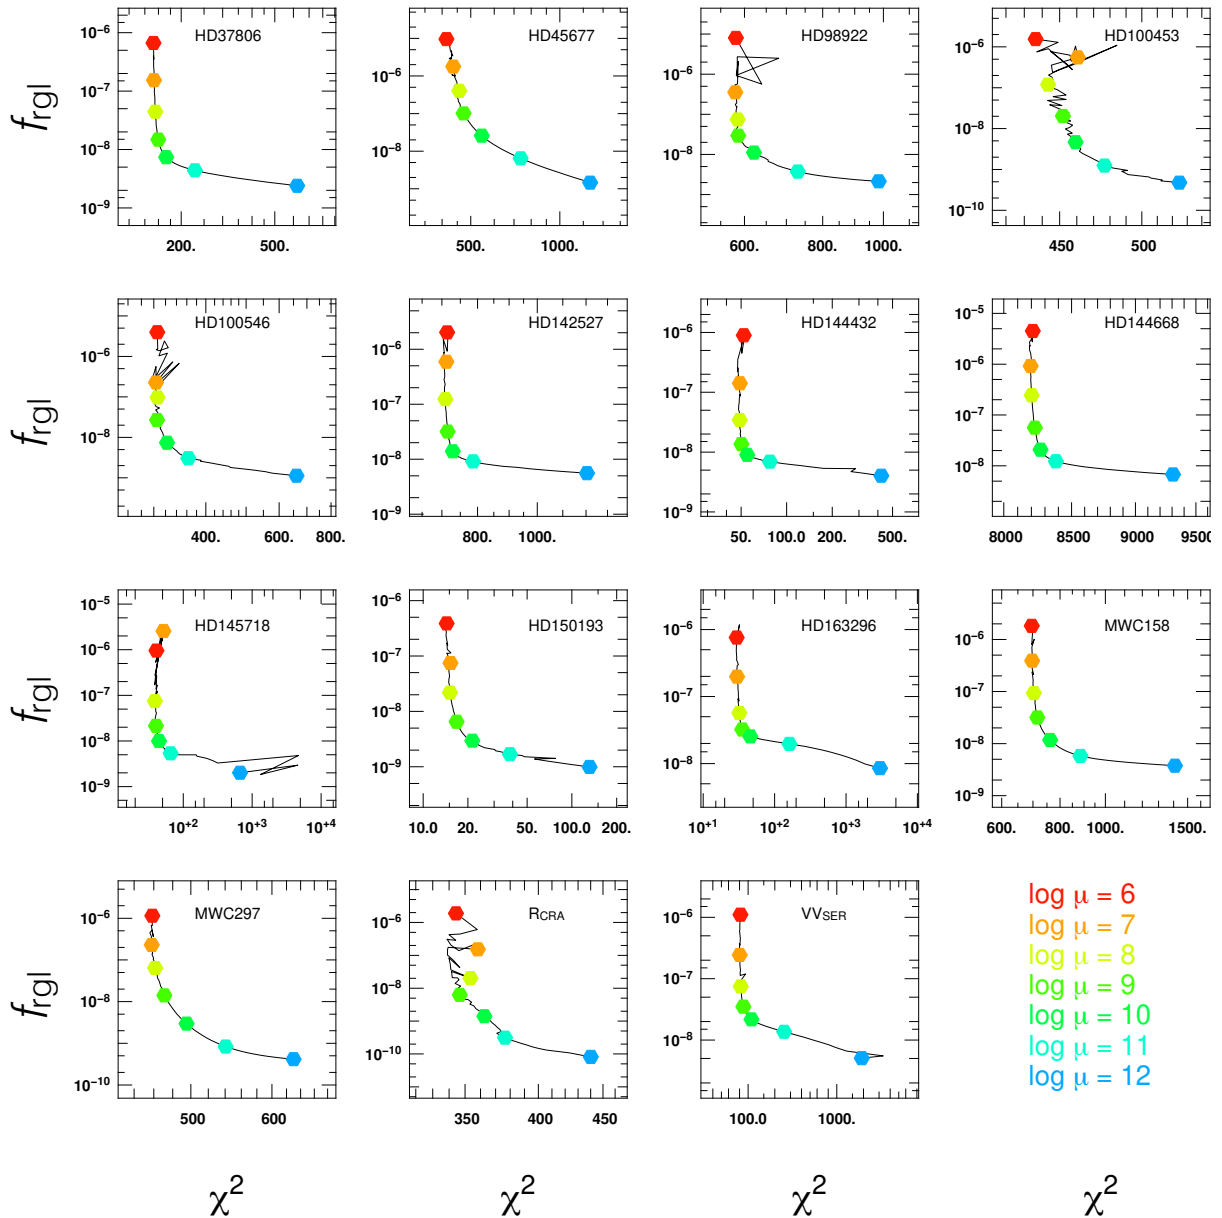 HD37806
10⁻⁶
10⁻⁷
10⁻⁸
10⁻⁹
f_rgl
200. 500.
HD45677
10⁻⁶
10⁻⁸
500. 1000.
HD98922
10⁻⁶
10⁻⁸
600. 800. 1000.
HD100453
10⁻⁶
10⁻⁸
10⁻¹⁰
450 500
HD100546
10⁻⁶
10⁻⁸
f_rgl
400. 600. 800.
HD142527
10⁻⁶
10⁻⁷
10⁻⁸
10⁻⁹
800. 1000.
HD144432
10⁻⁶
10⁻⁷
10⁻⁸
10⁻⁹
50. 100.0 200. 500.
HD144668
10⁻⁵
10⁻⁶
10⁻⁷
10⁻⁸
8000 8500 9000 9500
HD145718
10⁻⁵
10⁻⁶
10⁻⁷
10⁻⁸
10⁻⁹
f_rgl
10⁺² 10⁺³ 10⁺⁴
HD150193
10⁻⁶
10⁻⁷
10⁻⁸
10⁻⁹
10.0 20. 50. 100.0 200.
HD163296
10⁻⁶
10⁻⁷
10⁻⁸
10⁺¹ 10⁺² 10⁺³ 10⁺⁴
MWC158
10⁻⁶
10⁻⁷
10⁻⁸
10⁻⁹
600. 800. 1000. 1500.
MWC297
10⁻⁶
10⁻⁸
10⁻¹⁰
f_rgl
500 600
χ²
RCRA
10⁻⁶
10⁻⁸
10⁻¹⁰
350 400 450
χ²
VVSER
10⁻⁶
10⁻⁷
10⁻⁸
100.0 1000.
χ²
log μ = 6
log μ = 7
log μ = 8
log μ = 9
log μ = 10
log μ = 11
log μ = 12
χ²